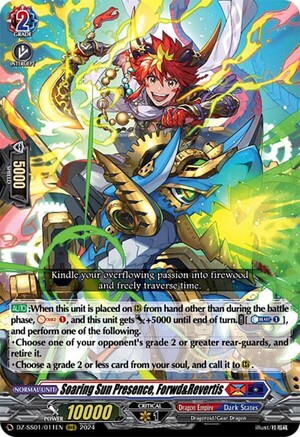 2
GRADE
INTERCEPT
5000
SHIELD
Kindle your overflowing passion into firewood
and freely traverse time.
AUTO :When this unit is placed on from hand other than during the battle
phase, 1 , and this unit gets +5000 until end of turn. [ 1 ],
and perform one of the following.
•Choose one of your opponent's grade 2 or greater rear-guards, and
retire it.
•Choose a grade 2 or less card from your soul, and call it to .
NORMAL UNIT
Soaring Sun Presence, Forwd&Revertis
POWER 10000
CRITICAL 1
Dragon Empire Dark States
Dragoroid/Gear Dragon
DZ-SS01/011EN RRR 2024